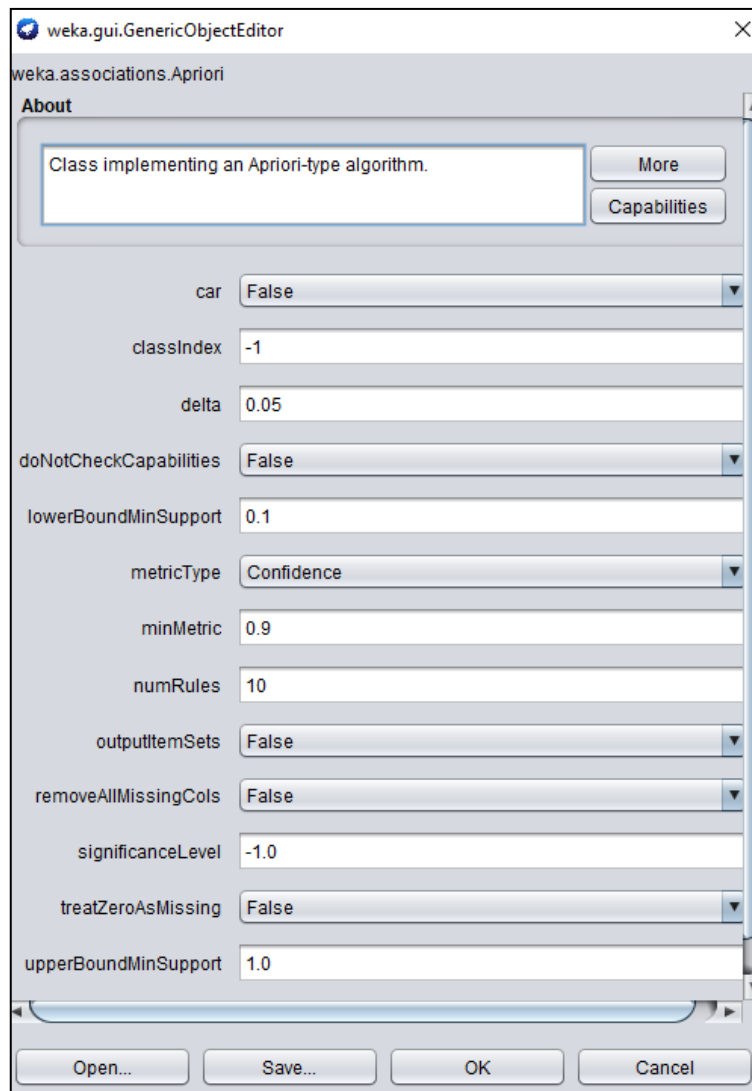 weka.gui.GenericObjectEditor
weka.associations.Apriori
About
Class implementing an Apriori-type algorithm.
More
Capabilities
car False
classIndex -1
delta 0.05
doNotCheckCapabilities False
lowerBoundMinSupport 0.1
metricType Confidence
minMetric 0.9
numRules 10
outputItemSets False
removeAllMissingCols False
significanceLevel -1.0
treatZeroAsMissing False
upperBoundMinSupport 1.0
Open... Save... OK Cancel